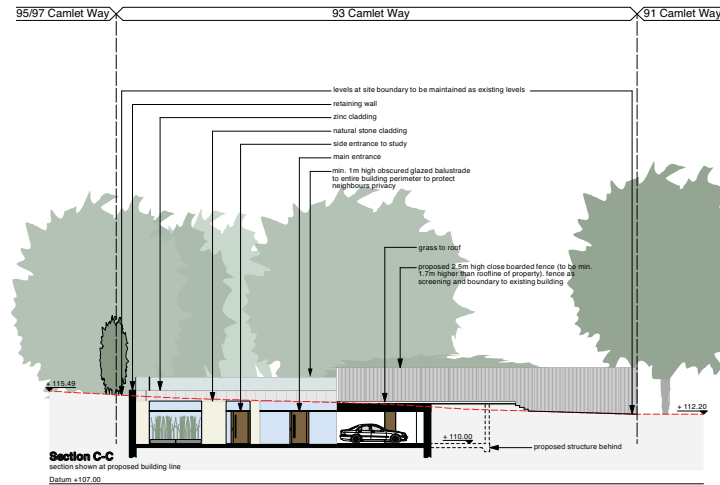 95/97 Camlet Way
93 Camlet Way
91 Camlet Way
levels at site boundary to be maintained as existing levels
retaining wall
zinc cladding
natural stone cladding
side entrance to study
main entrance
min. 1m high obscured glazed balustrade
to entire building perimeter to protect
neighbours privacy
grass to roof
proposed 2.5m high close boarded fence (to be min.
1.7m higher than roofline of property). fence as
screening and boundary to existing building
+ 115.49
+ 112.20
+ 110.00
proposed structure behind
Section C-C
section shown at proposed building line
Datum +107.00